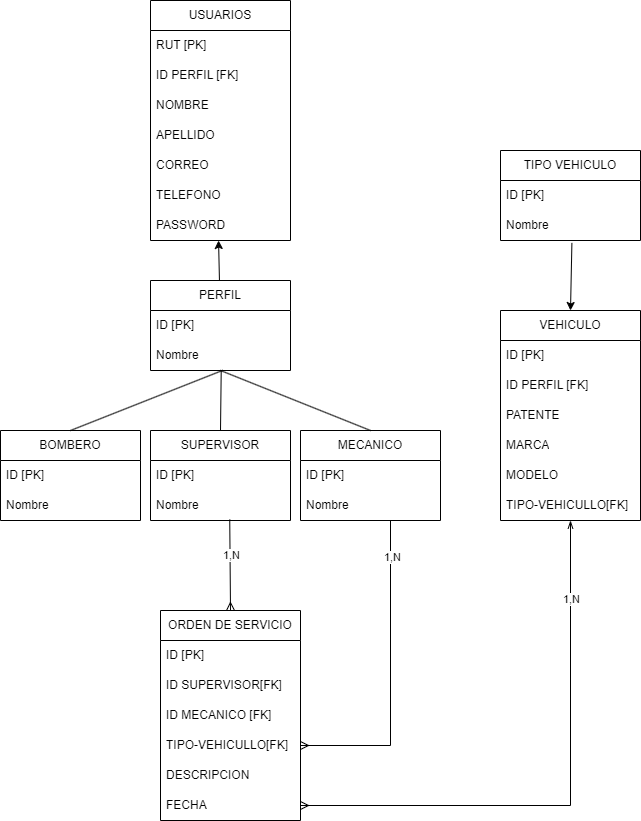 USUARIOS
RUT [PK]
ID PERFIL [FK]
NOMBRE
APELLIDO
CORREO
TELEFONO
PASSWORD
TIPO VEHICULO
ID [PK]
Nombre
PERFIL
ID [PK]
Nombre
VEHICULO
ID [PK]
ID PERFIL [FK]
PATENTE
MARCA
MODELO
TIPO-VEHICULLO[FK]
BOMBERO
ID [PK]
Nombre
SUPERVISOR
ID [PK]
Nombre
MECANICO
ID [PK]
Nombre
1,N
1,N
1,N
ORDEN DE SERVICIO
ID [PK]
ID SUPERVISOR[FK]
ID MECANICO [FK]
TIPO-VEHICULLO[FK]
DESCRIPCION
FECHA